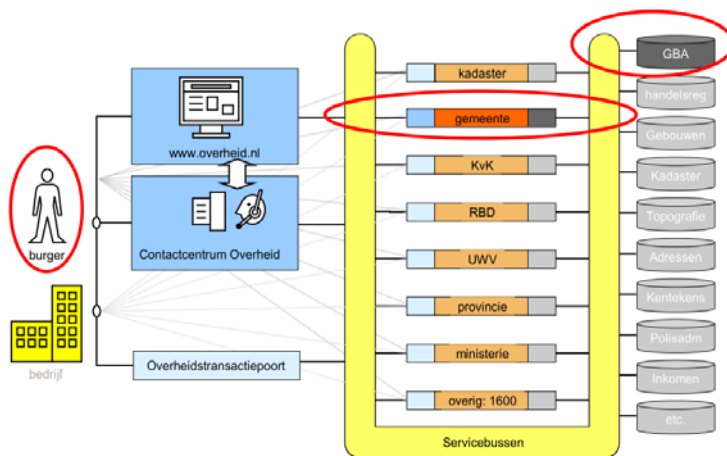 www.overheid.nl
Contactcentrum Overheid
burger
bedrijf
Overheidstransactiepoort
kadaster
gemeente
KvK
RBD
UWV
provincie
ministerie
overig: 1600
Servicebussen
GBA
handelsreg
Gebouwen
Kadaster
Topografie
Adressen
Kentekens
Polisadm
Inkomen
etc.